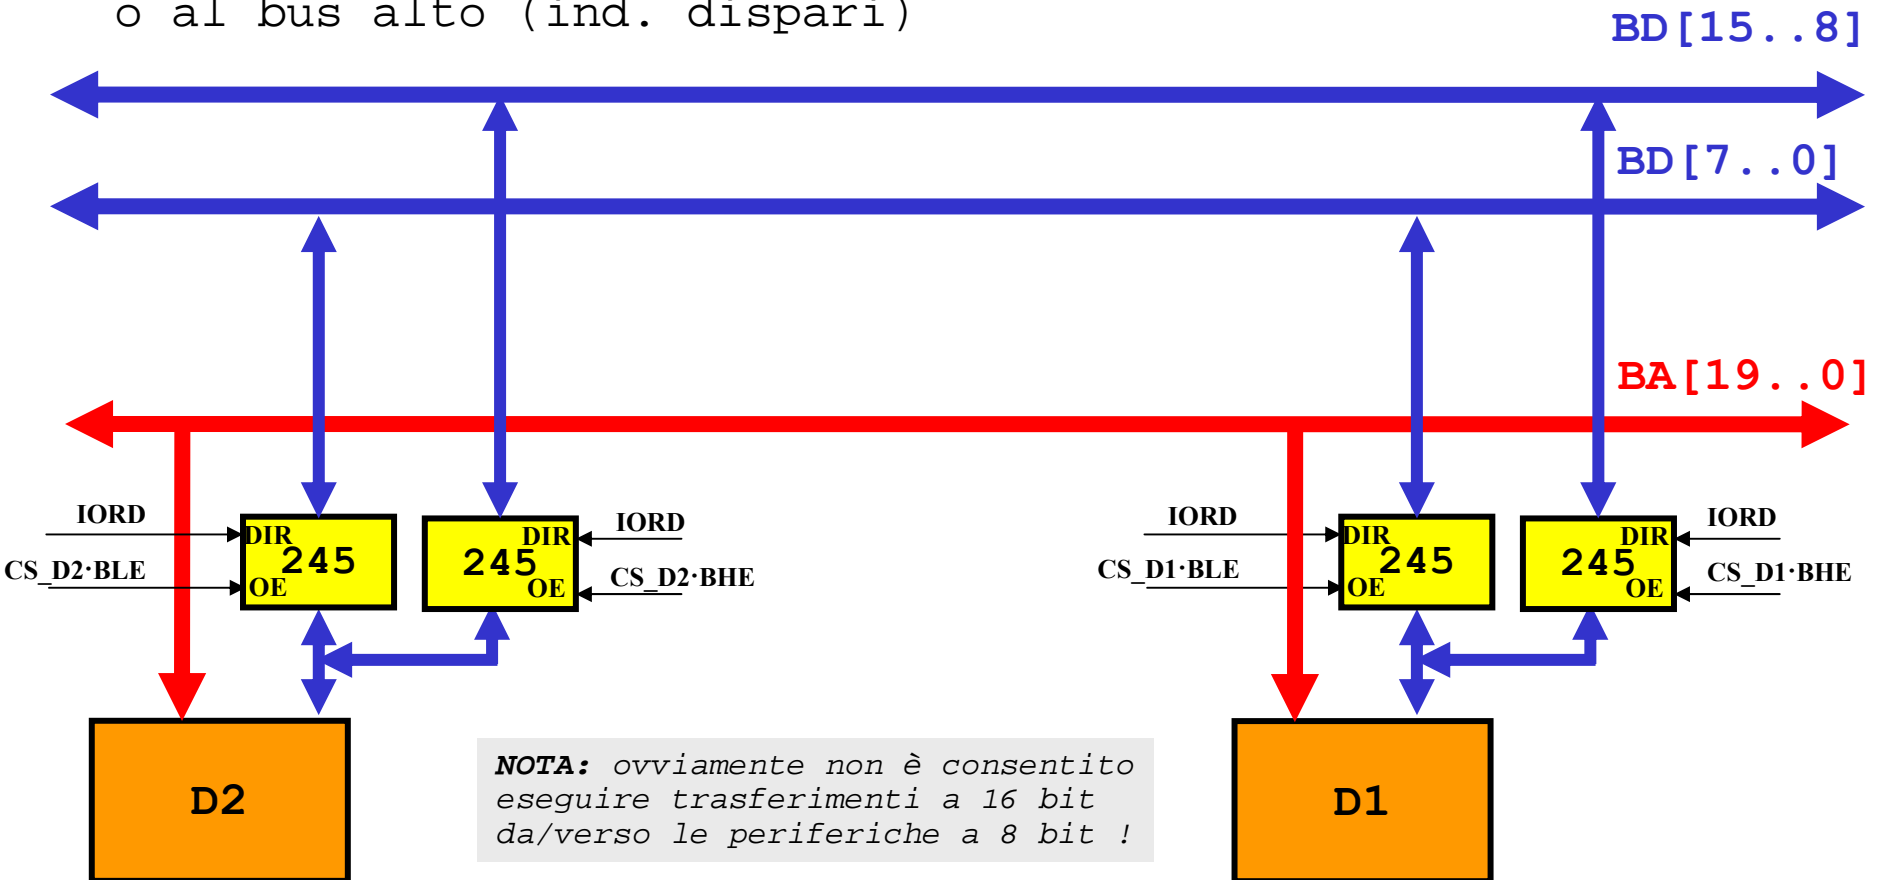 o al bus alto (ind. dispari)
BD[15..8]
BD[7..0]
BA[19..0]
IORD
DIR
245
CS_D2·BLE
OE
IORD
DIR
245
CS_D2·BHE
OE
IORD
DIR
245
CS_D1·BLE
OE
IORD
DIR
245
CS_D1·BHE
OE
D2
NOTA: ovviamente non è consentito
eseguire trasferimenti a 16 bit
da/verso le periferiche a 8 bit !
D1